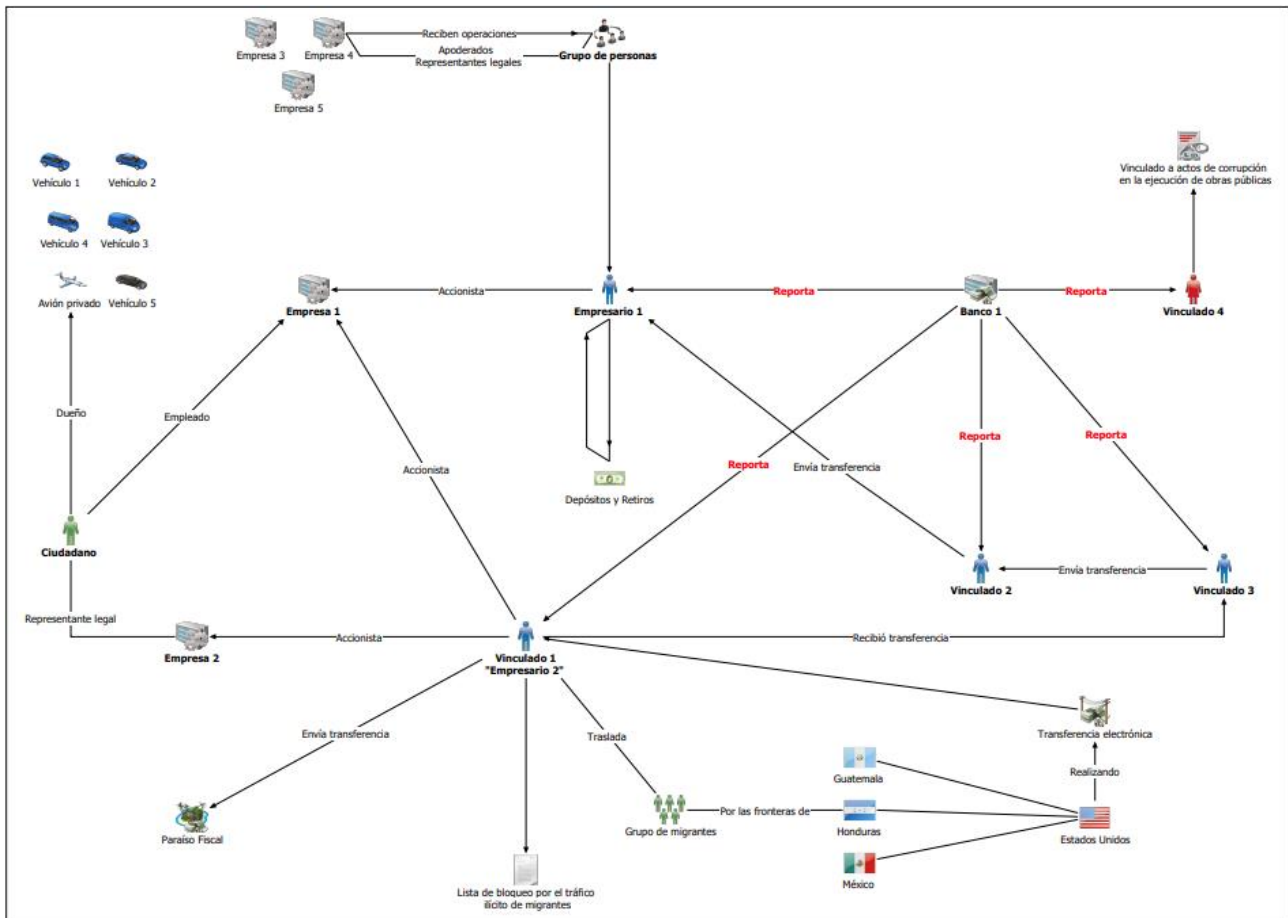 Reciben operaciones
Empresa 3
Empresa 4
Apoderados
Representantes legales
Grupo de personas
Empresa 5
Vehículo 1
Vehículo 2
Vinculado a actos de corrupción
en la ejecución de obras públicas
Vehículo 4
Vehículo 3
Avión privado
Vehículo 5
Empresa 1
Accionista
Empresario 1
Reporta
Banco 1
Reporta
Vinculado 4
Dueño
Empleado
Accionista
Reporta
Envía transferencia
Reporta
Reporta
Depósitos y Retiros
Ciudadano
Vinculado 2
Envía transferencia
Vinculado 3
Representante legal
Empresa 2
Accionista
Vinculado 1
"Empresario 2"
Recibió transferencia
Envía transferencia
Traslada
Transferencia electrónica
Realizando
Guatemala
Paraíso Fiscal
Grupo de migrantes
Por las fronteras de
Honduras
Estados Unidos
México
Lista de bloqueo por el tráfico
ilícito de migrantes